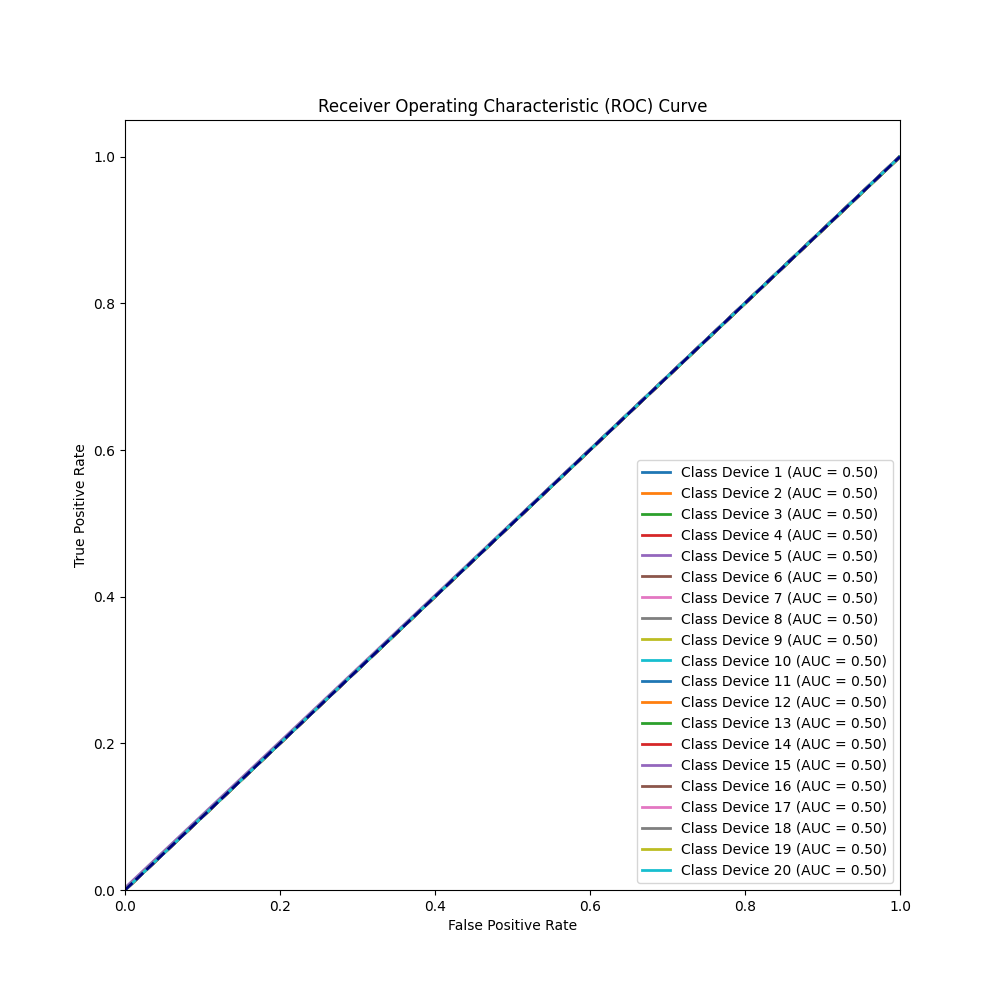 Receiver Operating Characteristic (ROC) Curve
True Positive Rate
1.0
0.8
0.6
0.4
0.2
0.0
Class Device 1 (AUC = 0.50)
Class Device 2 (AUC = 0.50)
Class Device 3 (AUC = 0.50)
Class Device 4 (AUC = 0.50)
Class Device 5 (AUC = 0.50)
Class Device 6 (AUC = 0.50)
Class Device 7 (AUC = 0.50)
Class Device 8 (AUC = 0.50)
Class Device 9 (AUC = 0.50)
Class Device 10 (AUC = 0.50)
Class Device 11 (AUC = 0.50)
Class Device 12 (AUC = 0.50)
Class Device 13 (AUC = 0.50)
Class Device 14 (AUC = 0.50)
Class Device 15 (AUC = 0.50)
Class Device 16 (AUC = 0.50)
Class Device 17 (AUC = 0.50)
Class Device 18 (AUC = 0.50)
Class Device 19 (AUC = 0.50)
Class Device 20 (AUC = 0.50)
0.0 0.2 0.4 0.6 0.8 1.0
False Positive Rate